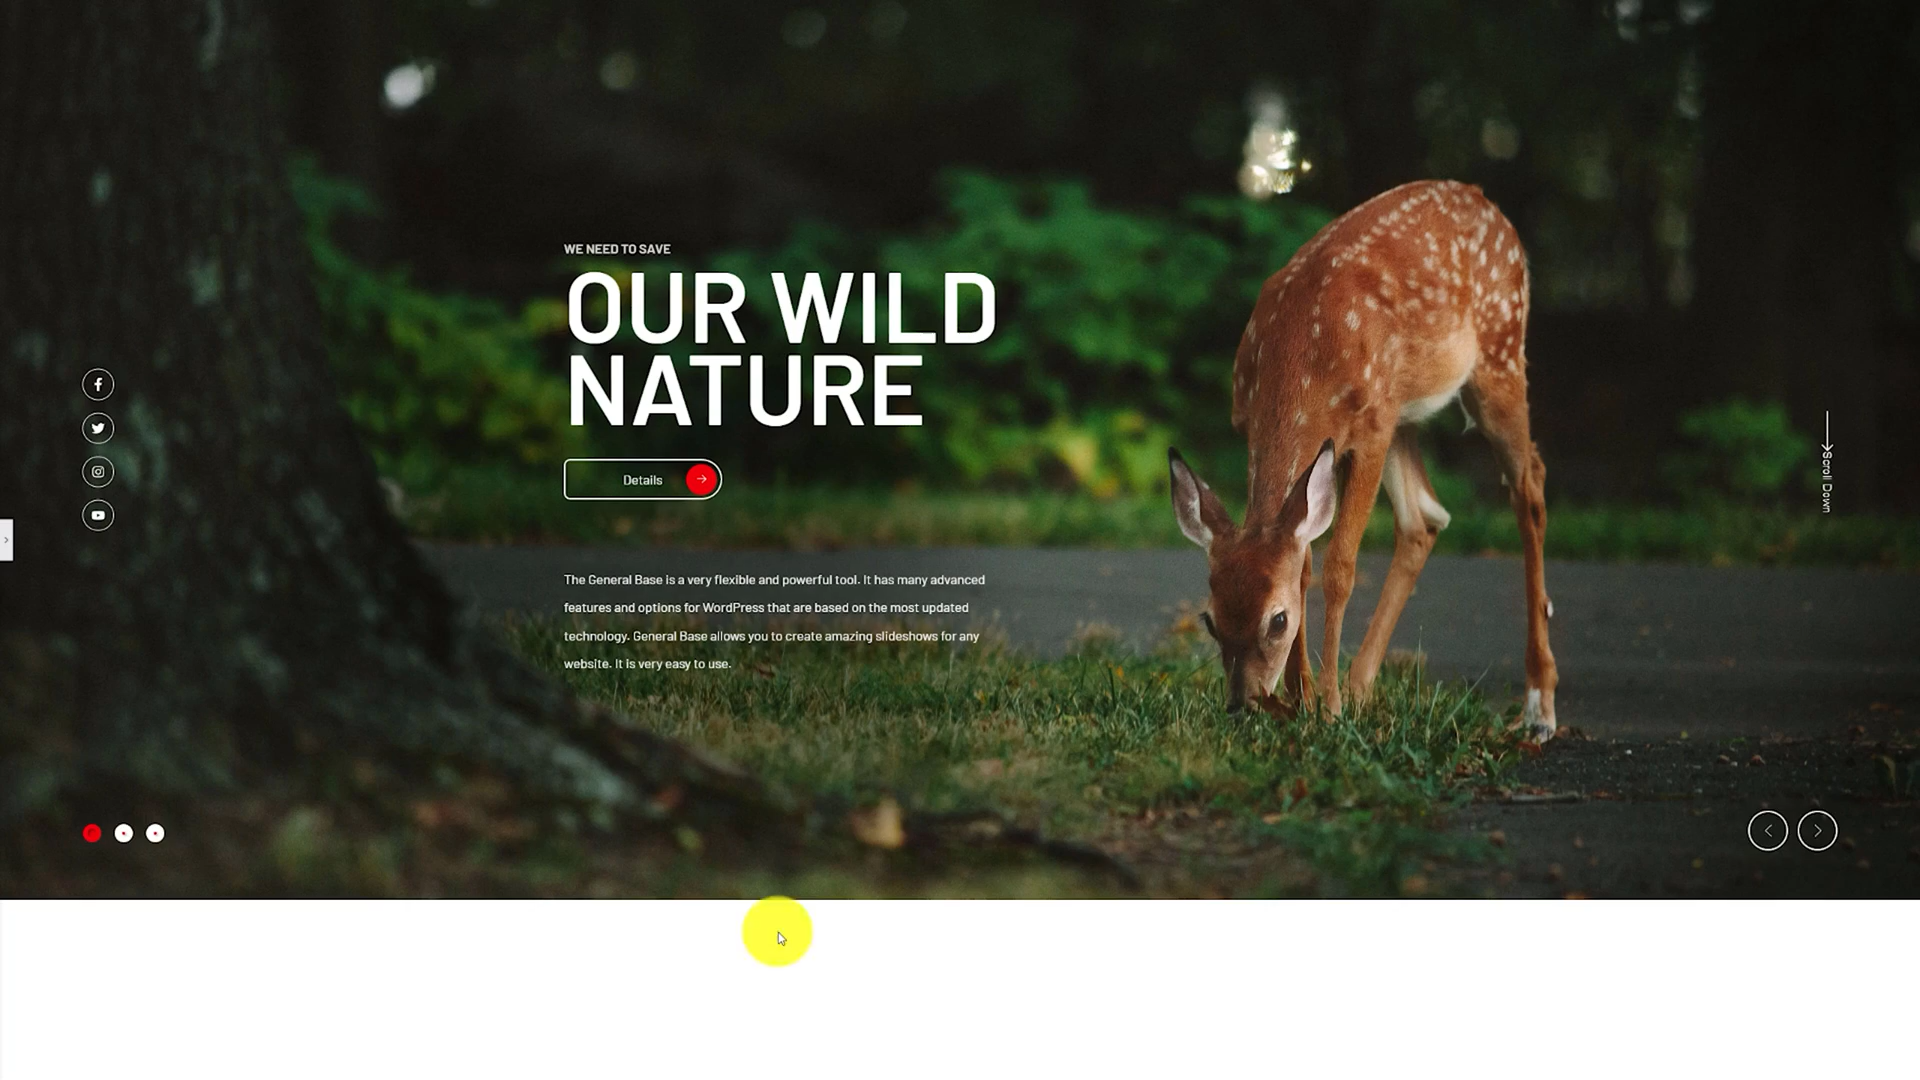 WE NEED TO SAVE
OUR WILD
NATURE
Details
The General Base is a very flexible and powerful tool. It has many advanced
features and options for WordPress that are based on the most updated
technology. General Base allows you to create amazing slideshows for any
website. It is very easy to use.
Scroll Down